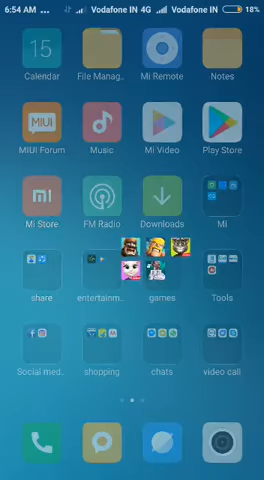 6:54 AM ... Vodafone IN 4G Vodafone IN 18%
15
Calendar File Manag.. Mi Remote Notes
MIUI
MIUI Forum Music Mi Video Play Store
mi
Mi Store FM Radio Downloads Mi
share entertainm.. games Tools
Social med.. shopping chats video call